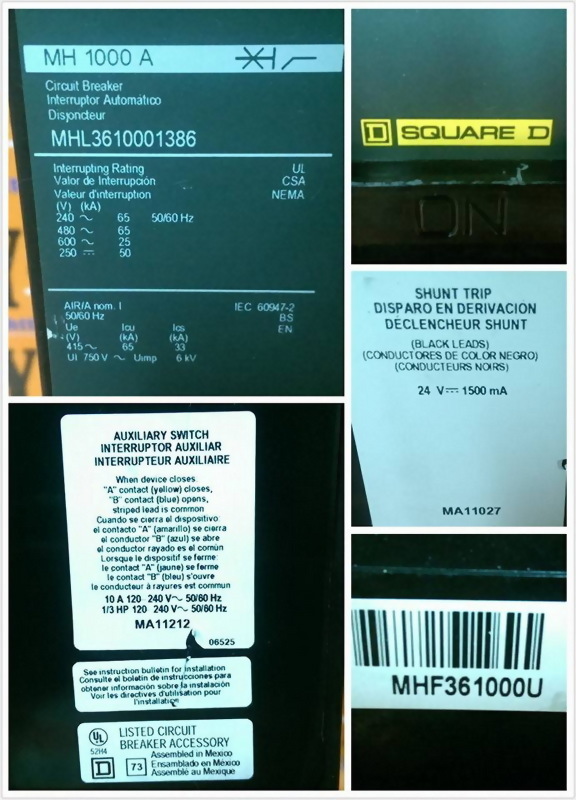 MH 1000 A
Circuit Breaker
Interruptor Automático
Disjoncteur
MHL3610001386
Interrupting Rating UL
Valor de Interrupción CSA
Valeur d'interruption NEMA
(V) (kA)
240 ~ 65 50/60 Hz
480 ~ 65
600 ~ 25
250 ⎓ 50
AIR/A nom. I IEC 60947-2
50/60 Hz BS
Ue Icu Ics EN
(kA) (kA)
415 ~ 65 33
UI 750 V ~ Uimp 6 kV
SQUARE D
ON
SHUNT TRIP
DISPARO EN DERIVACIÓN
DÉCLENCHEUR SHUNT
(BLACK LEADS)
(CONDUCTORES DE COLOR NEGRO)
(CONDUCTEURS NOIRS)
24 V ⎓ 1500 mA
MA11027
AUXILIARY SWITCH
INTERRUPTOR AUXILIAR
INTERRUPTEUR AUXILIAIRE
When device closes:
"A" contact (yellow) closes,
"B" contact (blue) opens,
striped lead is common
Cuando se cierra el dispositivo:
el contacto "A" (amarillo) se cierra
el conductor "B" (azul) se abre
el conductor rayado es el común
Lorsque le dispositif se ferme:
le contact "A" (jaune) se ferme
le contact "B" (bleu) s'ouvre
le conducteur à rayures est commun
10 A 120-240 V~ 50/60 Hz
1/3 HP 120-240 V~ 50/60 Hz
MA11212
06525
See instruction bulletin for installation
Consulte el boletín de instrucciones para
obtener información sobre la instalación
Voir les directives d'utilisation pour
l'installation
UL
52H4
LISTED CIRCUIT
BREAKER ACCESSORY
D 73
Assembled in Mexico
Ensamblado en México
Assemblé au Mexique
MHF361000U